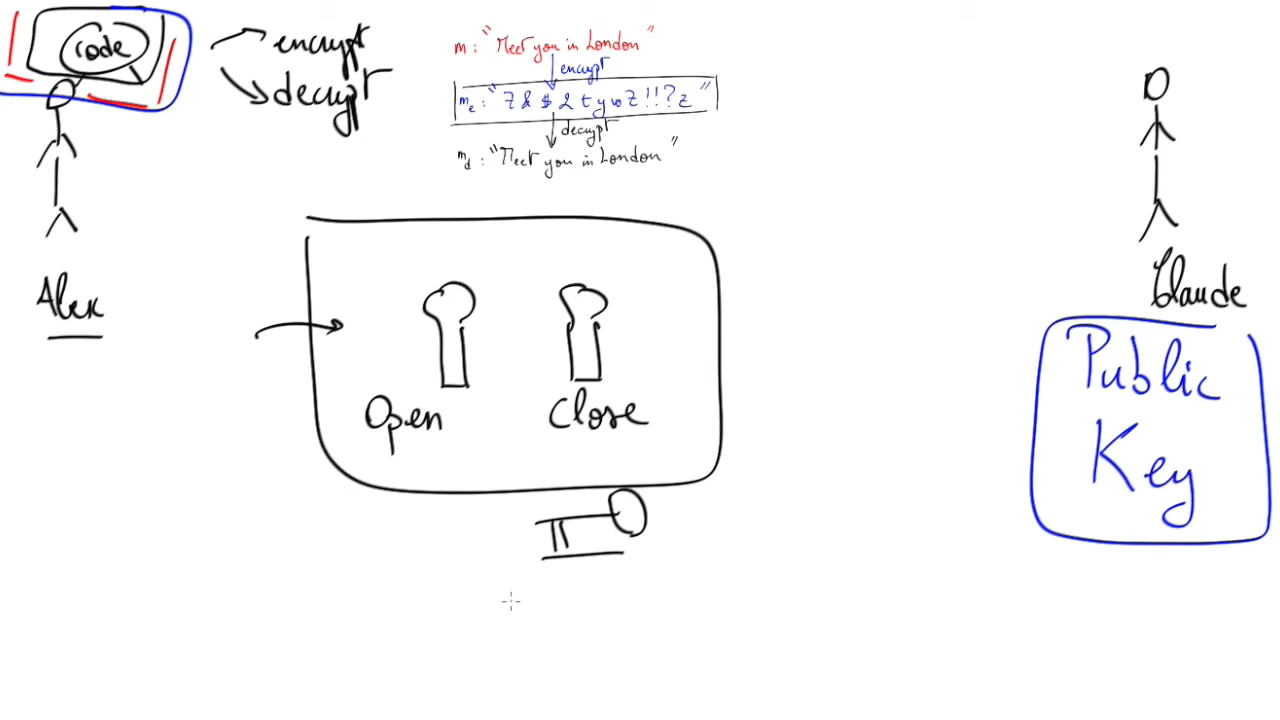 code
encrypt
decrypt
m : "Meet you in London"
encrypt
me : "7 & $ 2 t y w Z !! ? z"
decrypt
md : "Meet you in London"
Alex
Claude
Open
Close
Public
Key